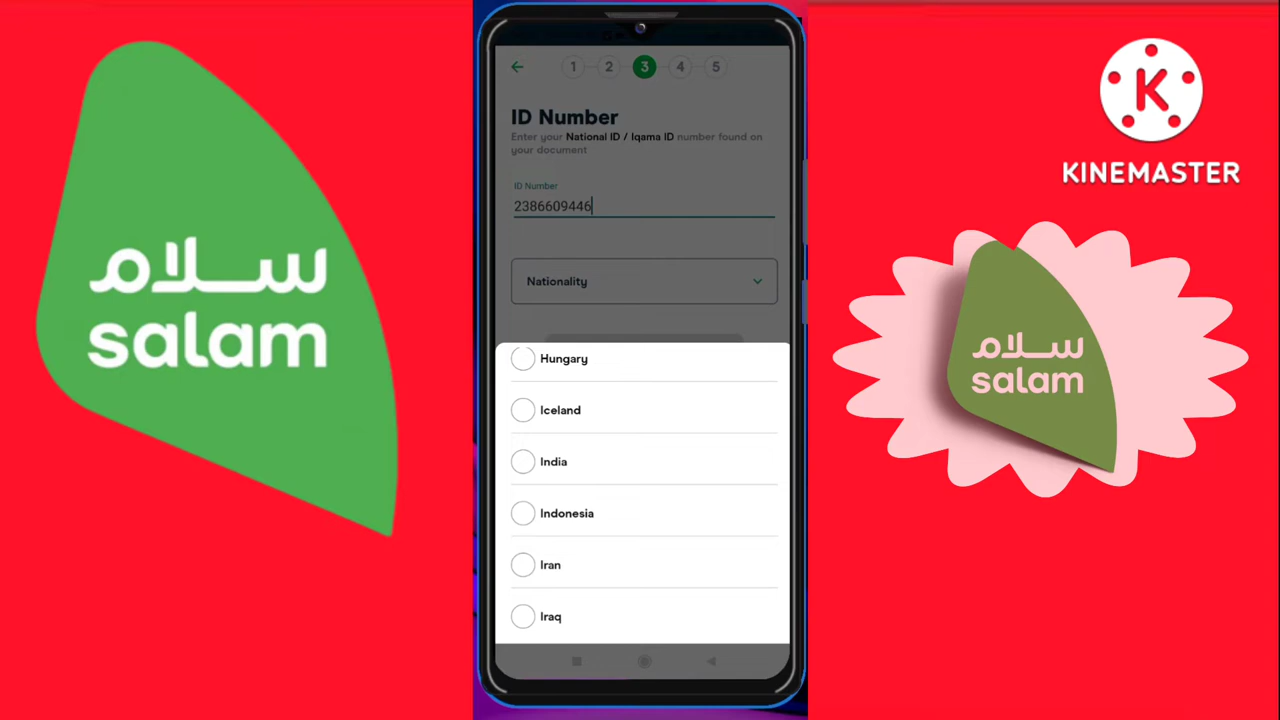 سلام
salam
1 2 3 4 5
ID Number
Enter your National ID / Iqama ID number found on
your document
ID Number
2386609446
Nationality
Hungary
Iceland
India
Indonesia
Iran
Iraq
K
KINEMASTER
سلام
salam